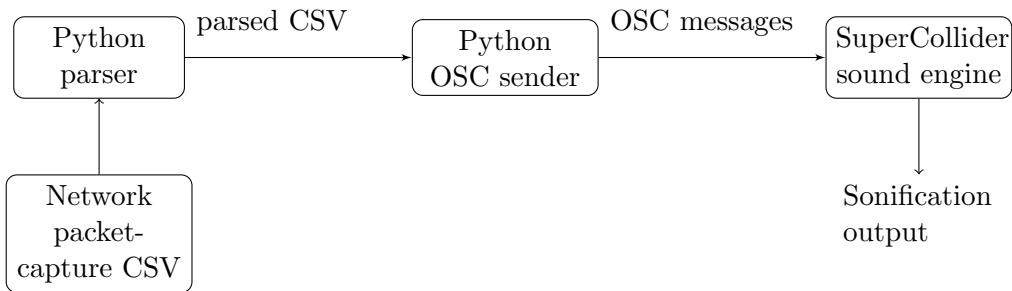 Python
parser
parsed CSV
Python
OSC sender
OSC messages
SuperCollider
sound engine
Network
packet-
capture CSV
Sonification
output